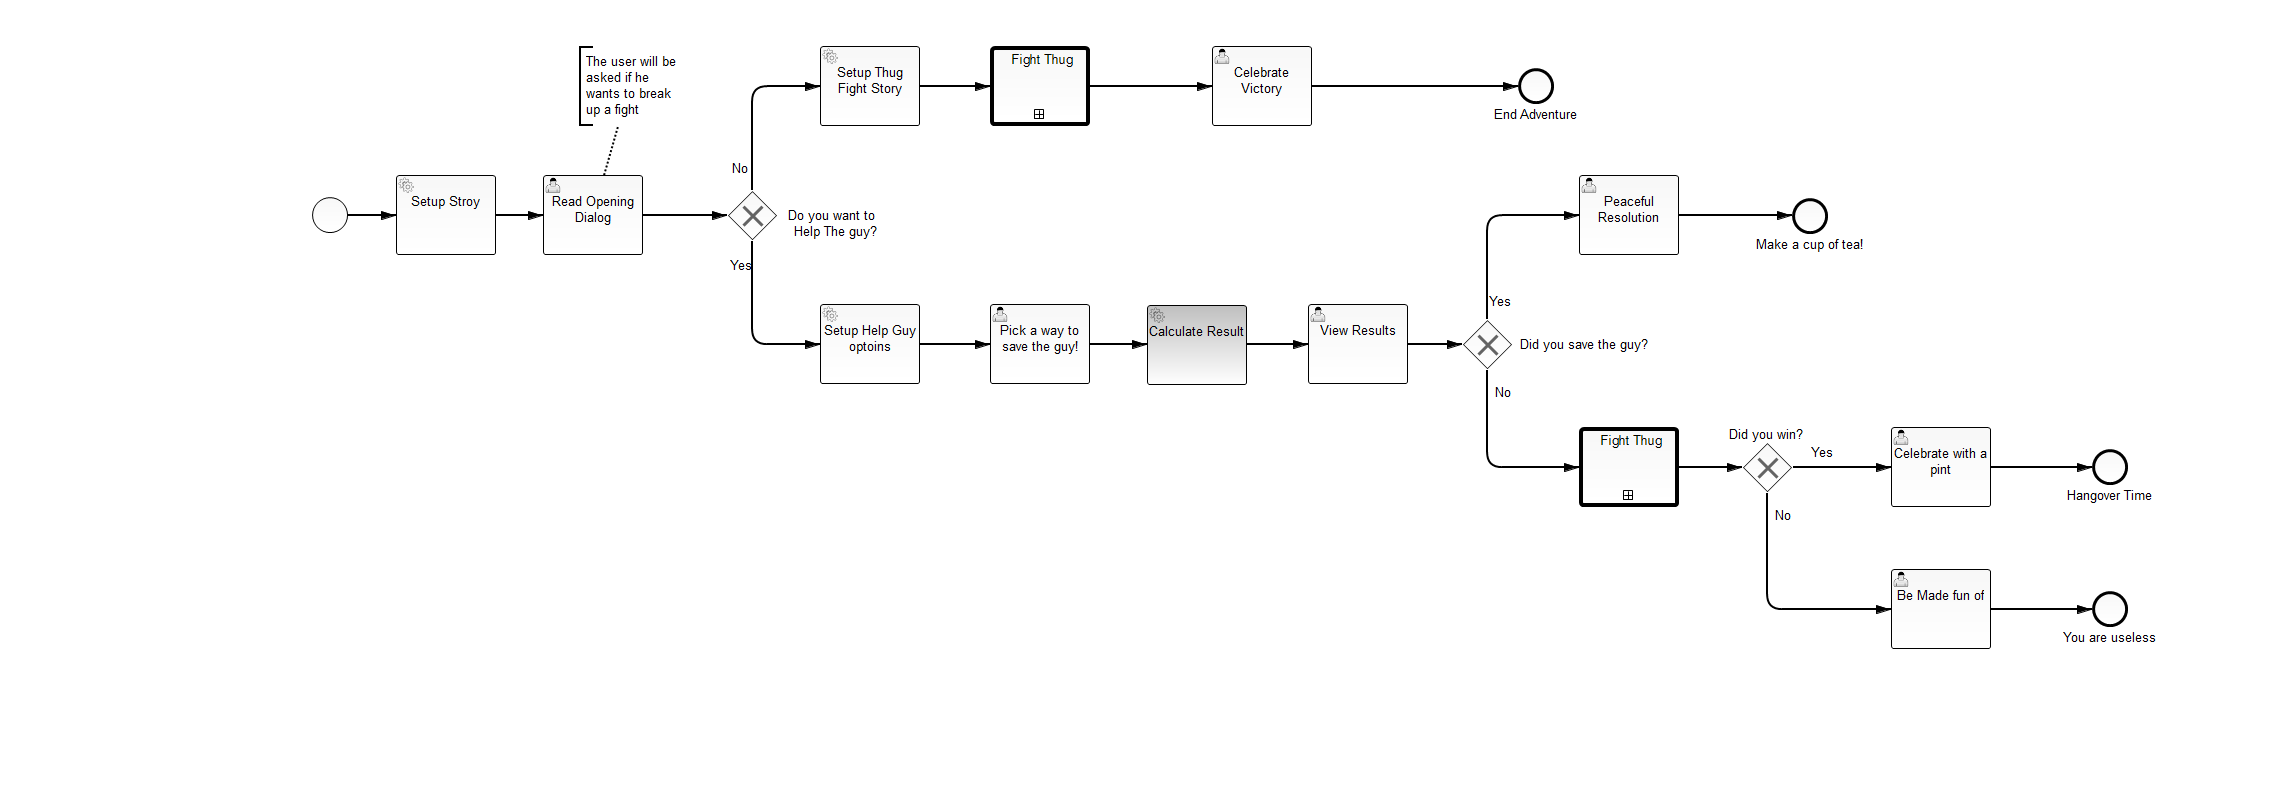 The user will be
asked if he
wants to break
up a fight
Setup Thug
Fight Story
Fight Thug
Celebrate
Victory
End Adventure
No
Setup Stroy
Read Opening
Dialog
Do you want to
Help The guy?
Yes
Peaceful
Resolution
Make a cup of tea!
Setup Help Guy
optoins
Pick a way to
save the guy!
Calculate Result
View Results
Yes
Did you save the guy?
No
Fight Thug
Did you win?
Yes
Celebrate with a
pint
Hangover Time
No
Be Made fun of
You are useless